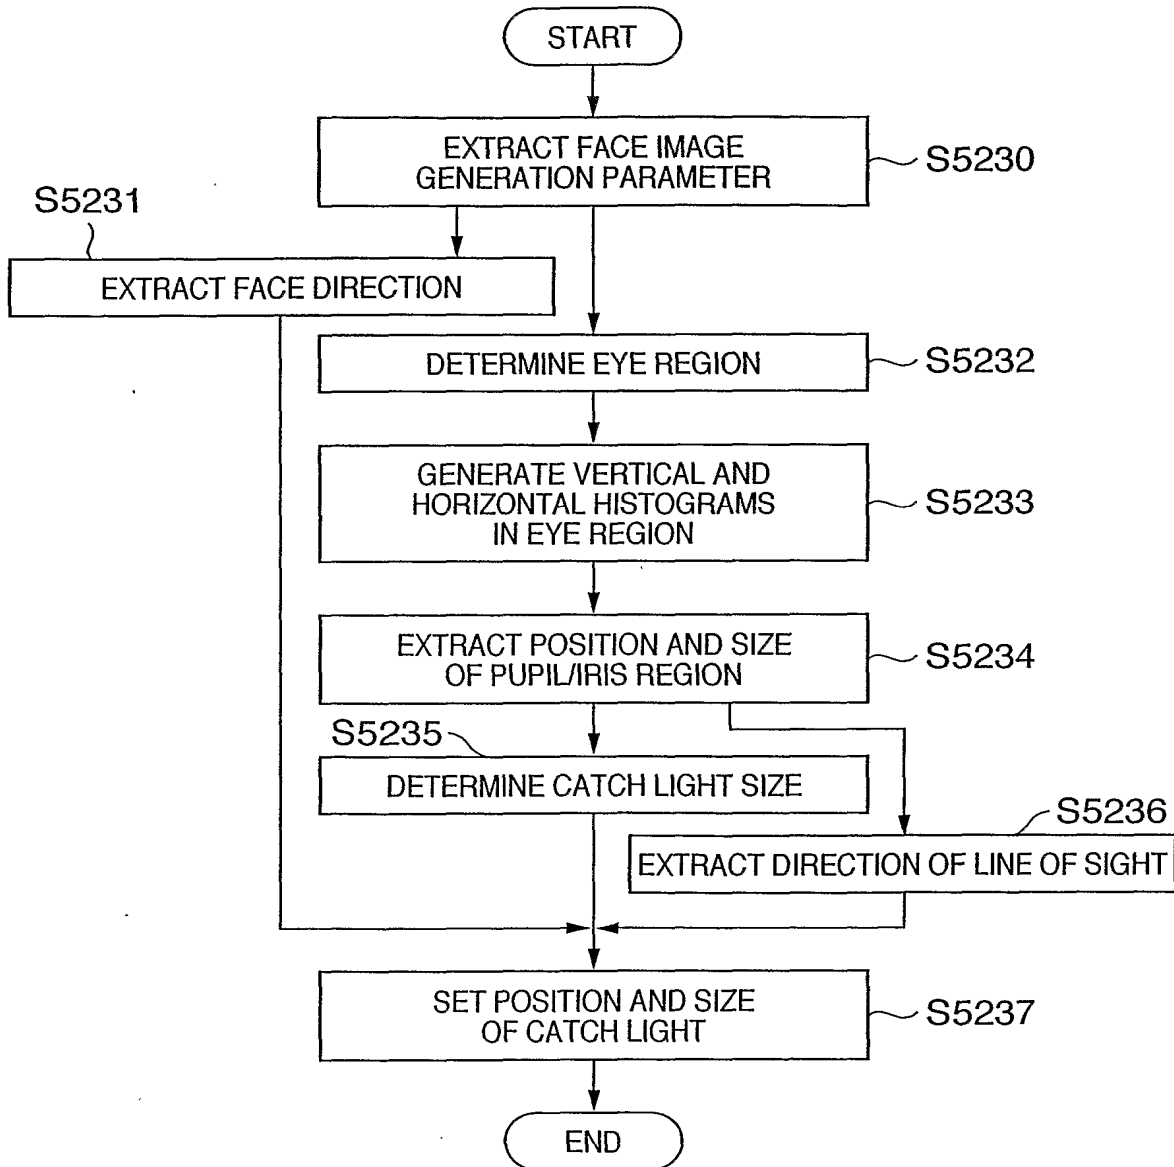 START
EXTRACT FACE IMAGE
GENERATION PARAMETER
S5230
S5231
EXTRACT FACE DIRECTION
DETERMINE EYE REGION
S5232
GENERATE VERTICAL AND
HORIZONTAL HISTOGRAMS
IN EYE REGION
S5233
EXTRACT POSITION AND SIZE
OF PUPIL/IRIS REGION
S5234
S5235
DETERMINE CATCH LIGHT SIZE
S5236
EXTRACT DIRECTION OF LINE OF SIGHT
SET POSITION AND SIZE
OF CATCH LIGHT
S5237
END